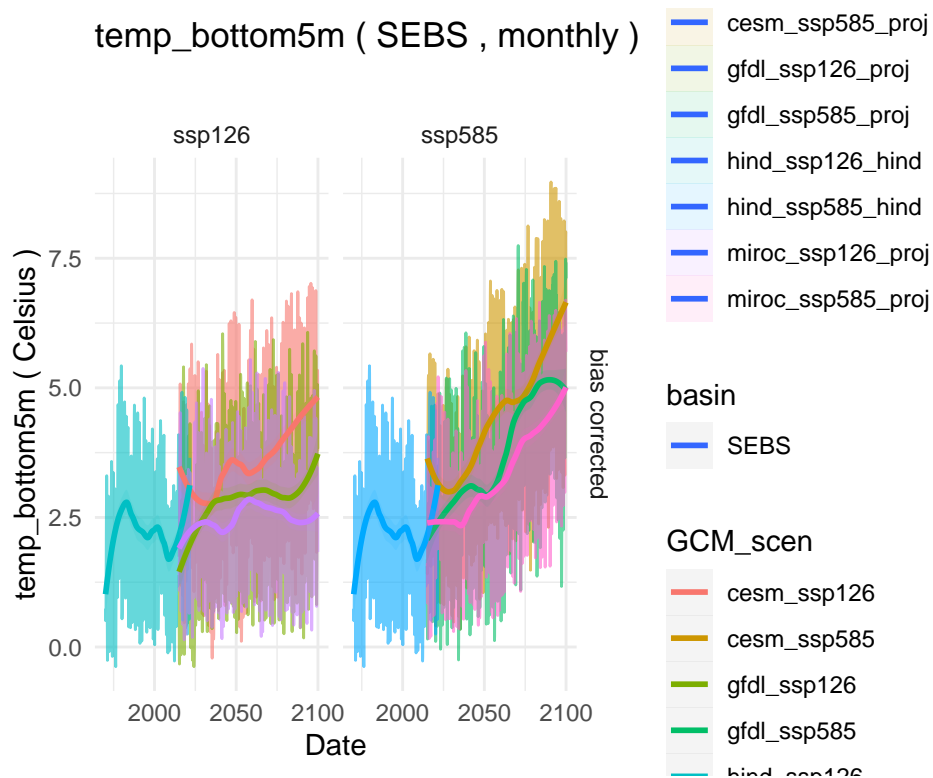 temp_bottom5m ( SEBS , monthly )
ssp126
ssp585
temp_bottom5m ( Celsius )
7.5
5.0
2.5
0.0
bias corrected
2000
2050
2100
2000
2050
2100
Date
cesm_ssp585_proj
gfdl_ssp126_proj
gfdl_ssp585_proj
hind_ssp126_hind
hind_ssp585_hind
miroc_ssp126_proj
miroc_ssp585_proj
basin
SEBS
GCM_scen
cesm_ssp126
cesm_ssp585
gfdl_ssp126
gfdl_ssp585
hind_ssp126